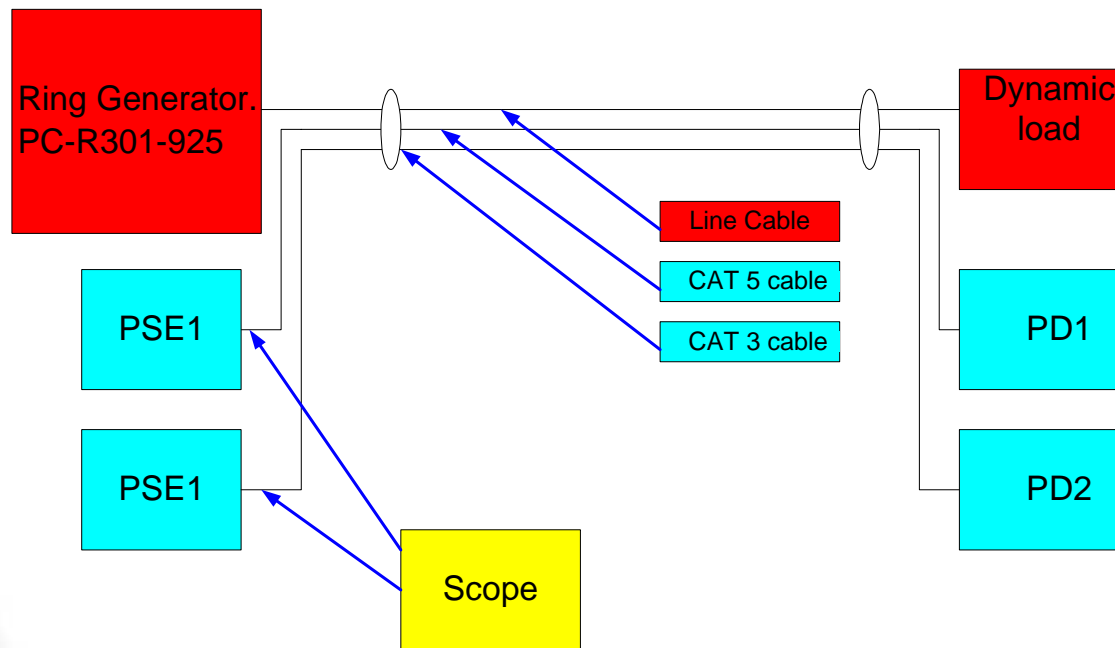 Ring Generator.
PC-R301-925
Dynamic
load
Line Cable
CAT 5 cable
CAT 3 cable
PSE1
PD1
PSE1
PD2
Scope